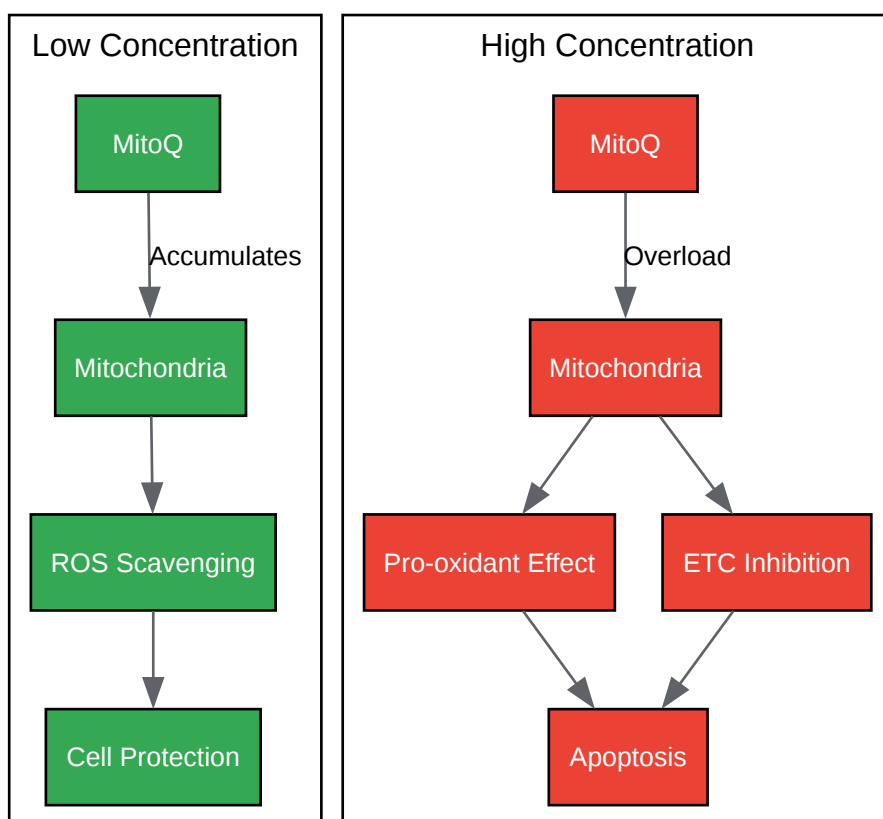 Low Concentration
MitoQ
Accumulates
Mitochondria
ROS Scavenging
Cell Protection
High Concentration
MitoQ
Overload
Mitochondria
Pro-oxidant Effect
ETC Inhibition
Apoptosis